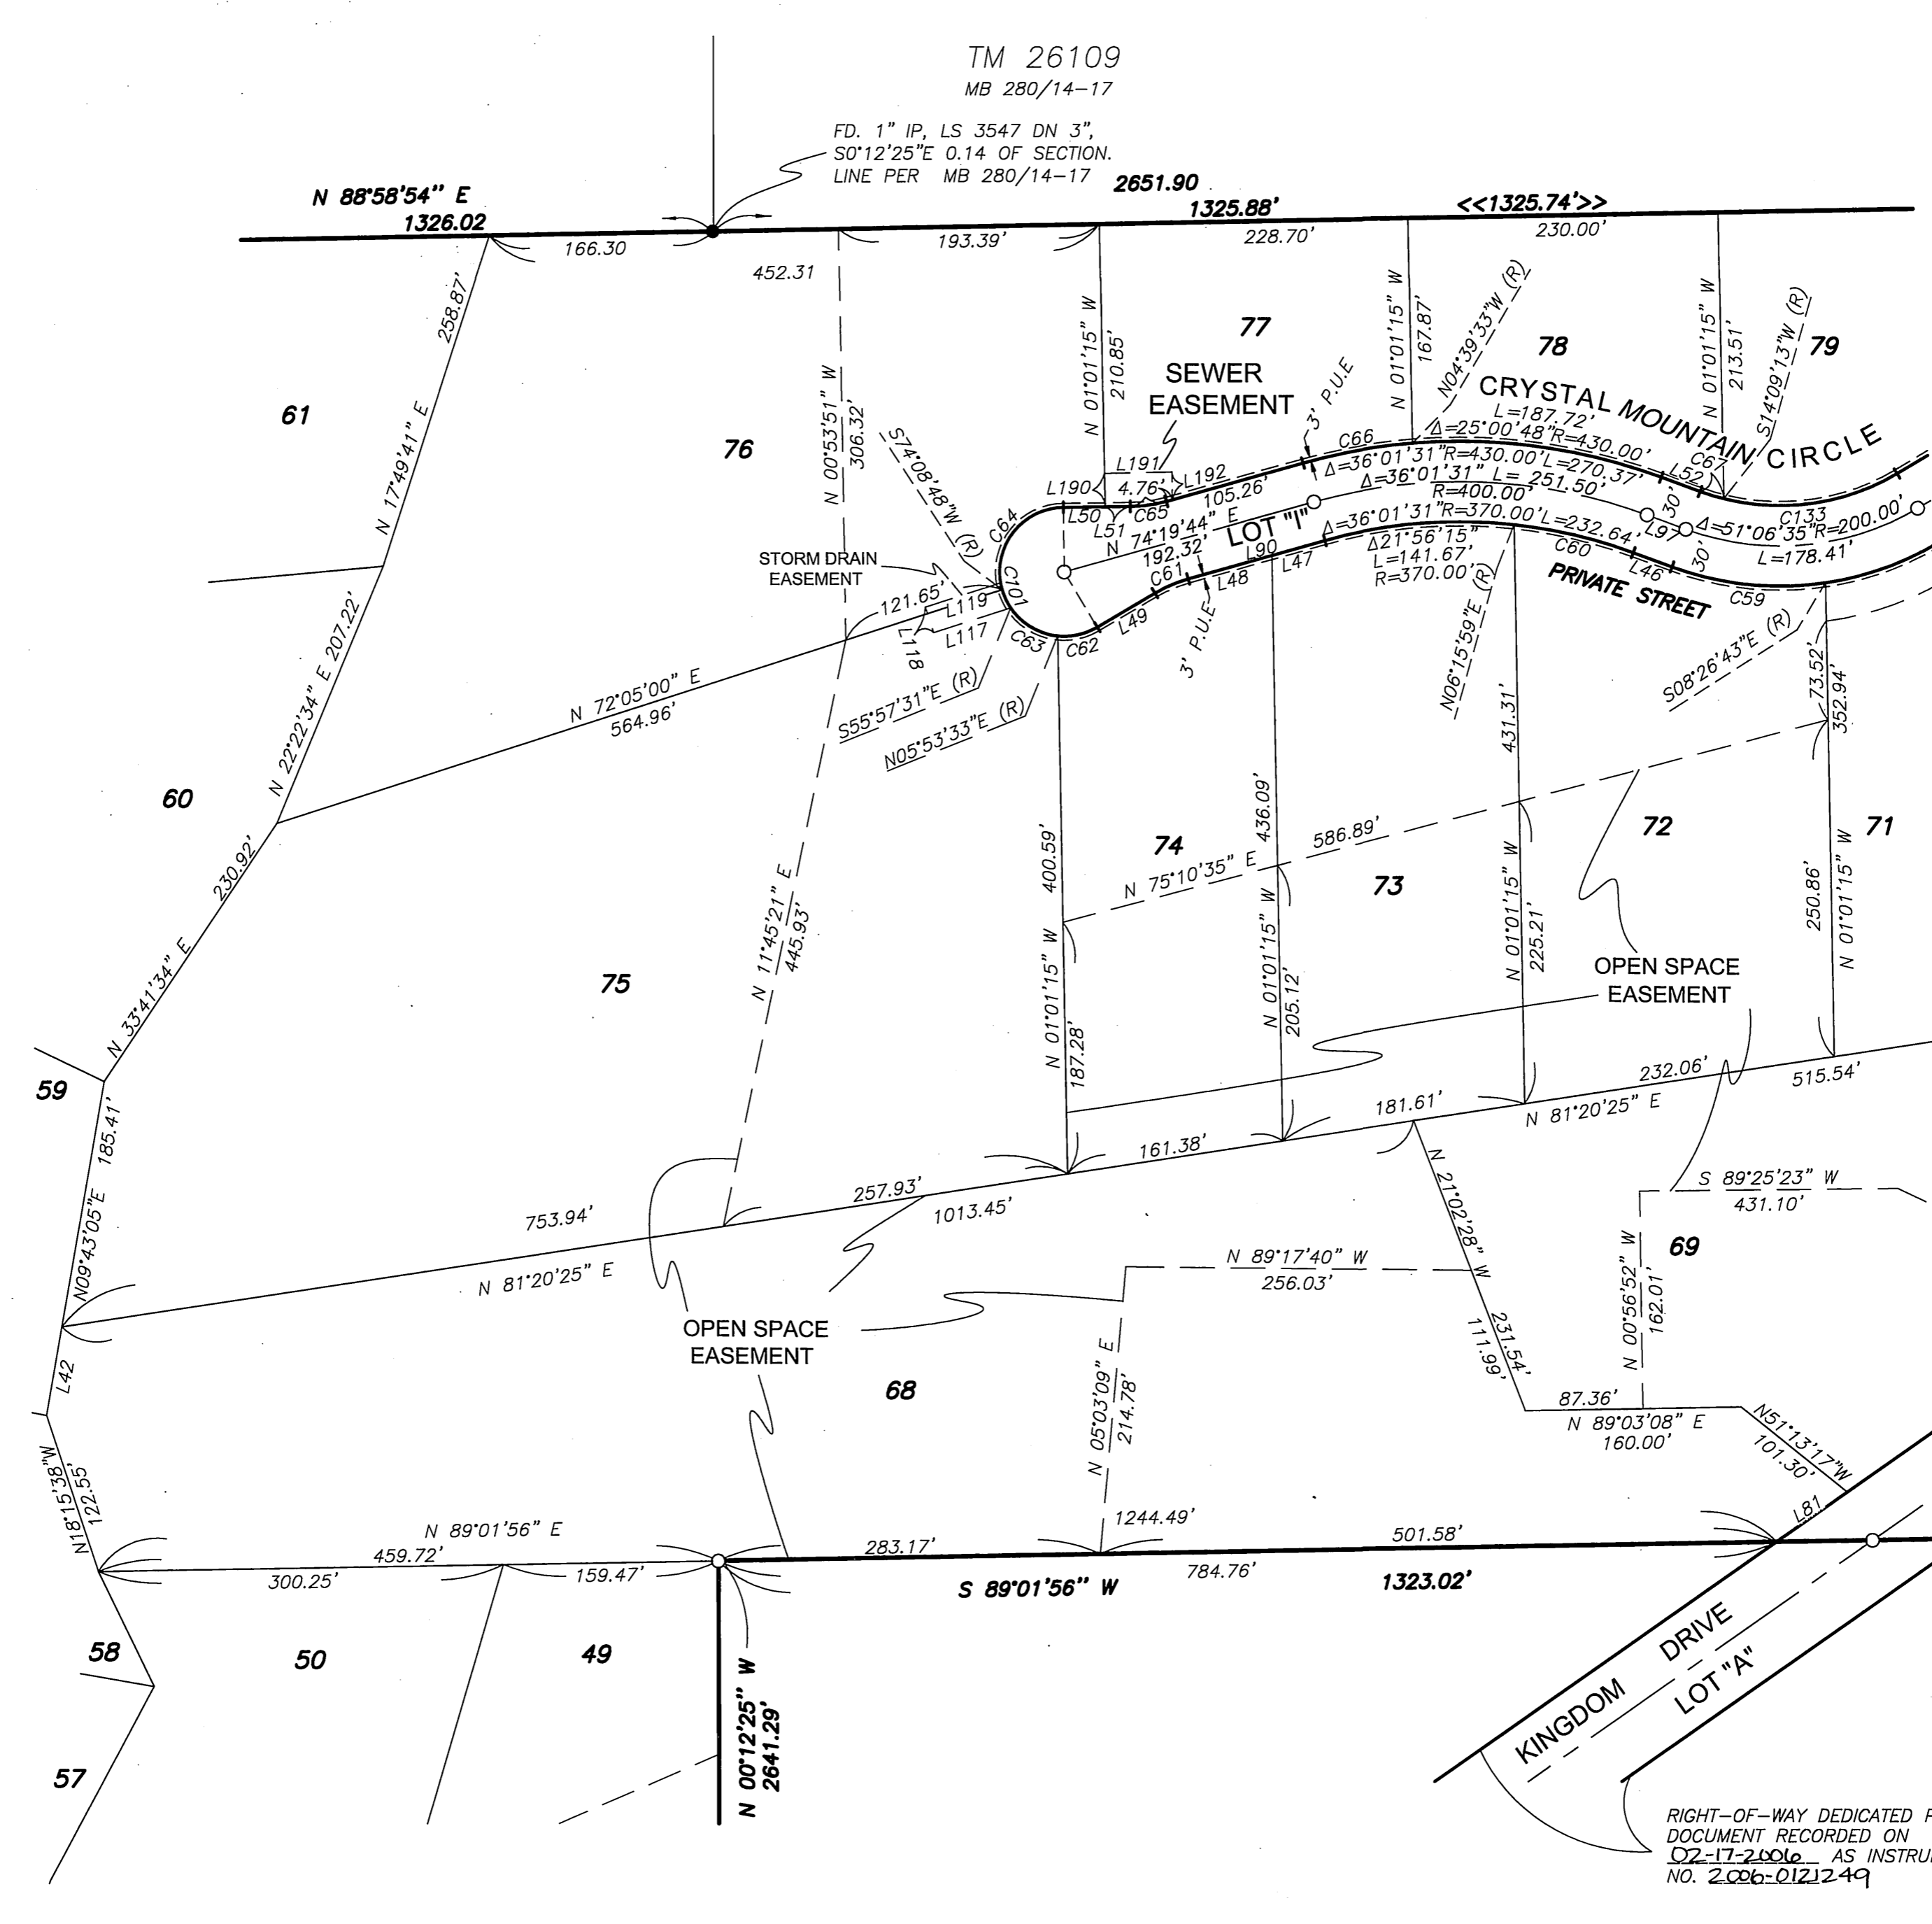 TM 26109
MB 280/14-17
FD. 1" IP, LS 3547 DN 3",
S0°12'25"E 0.14 OF SECTION.
LINE PER MB 280/14-17
N 88°58'54" E
1326.02
2651.90
1325.88'
<<1325.74'>>
166.30
193.39'
228.70'
230.00'
452.31
258.87'
N 17°49'41" E
61
76
N 00°53'51" W
306.32'
N 01°01'15" W
210.85'
77
SEWER
EASEMENT
3' P.U.E
N 01°01'15" W
167.87'
N04°39'33"W (R)
78
N 01°01'15" W
213.51'
S14°09'13"W (R)
79
CRYSTAL MOUNTAIN CIRCLE
L=187.72'
Δ=25°00'48" R=430.00'
C66
Δ=36°01'31" R=430.00' L=270.37'
Δ=36°01'31" L= 251.50'
R=400.00'
L52
C67
L191
L192
L190
4.76'
105.26'
L50
L51
C65
C64
S74°08'48"W (R)
STORM DRAIN
EASEMENT
N 74°19'44" E
192.32'
LOT "I"
Δ=36°01'31" R=370.00' L=232.64'
Δ21°56'15"
L=141.67'
R=370.00'
30'
L97
30'
C133
Δ=51°06'35" R=200.00'
L=178.41'
C60
L46
C59
PRIVATE STREET
L90
L47
L48
C61
L49
3' P.U.E
C62
C63
C101
121.65'
L119
L118
L117
N06°15'59"E (R)
S08°26'43"E (R)
N 22°22'34" E 207.22'
N 72°05'00" E
564.96'
S55°57'31"E (R)
N05°53'33"E (R)
60
230.92'
N 33°41'34" E
75
N 11°45'21" E
445.93'
400.59'
N 01°01'15" W
187.28'
74
N 75°10'35" E
586.89'
436.09'
N 01°01'15" W
205.12'
73
431.31'
N 01°01'15" W
225.21'
72
73.52'
352.94'
250.86'
N 01°01'15" W
71
OPEN SPACE
EASEMENT
59
185.41'
N09°43'05"E
753.94'
N 81°20'25" E
257.93'
1013.45'
161.38'
181.61'
232.06'
N 81°20'25" E
515.54'
L42
OPEN SPACE
EASEMENT
68
N 89°17'40" W
256.03'
N 05°03'09" E
214.78'
N 21°02'28" W
231.54'
111.99'
S 89°25'23" W
431.10'
69
N 00°56'52" W
162.01'
87.36'
N 89°03'08" E
160.00'
N51°13'17"W
101.30'
L81
N18°15'38"W
122.55'
N 89°01'56" E
459.72'
300.25'
159.47'
283.17'
1244.49'
501.58'
S 89°01'56" W
784.76'
1323.02'
58
50
49
57
N 00°12'25" W
2641.29'
KINGDOM DRIVE
LOT "A"
RIGHT-OF-WAY DEDICATED
DOCUMENT RECORDED ON
02-17-2006 AS INSTRU
NO. 2006-0121249